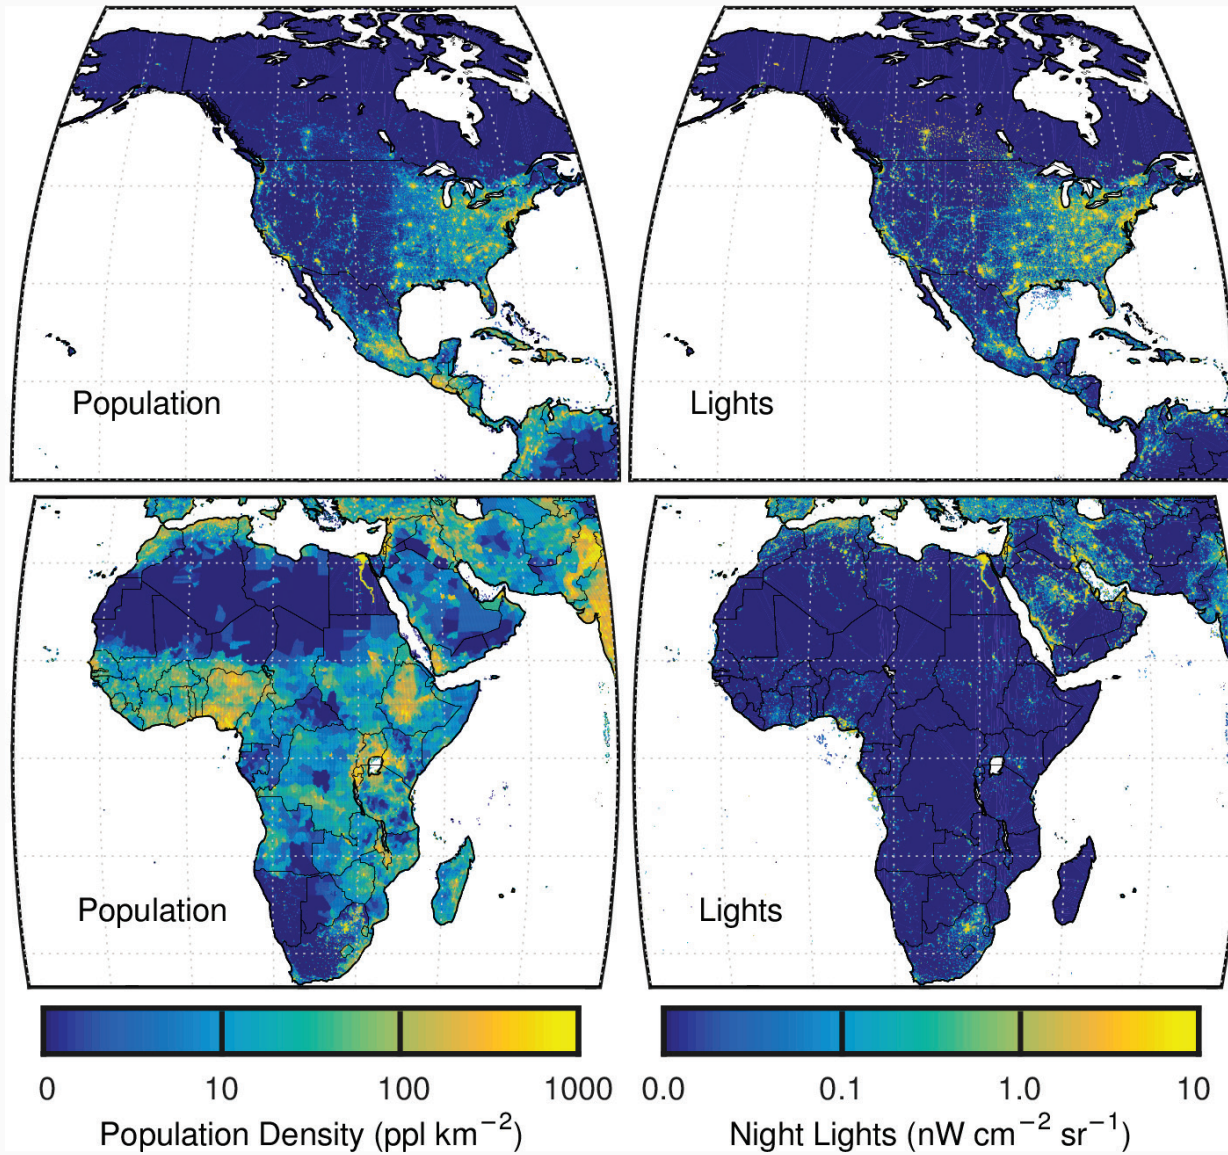 Population
Lights
Population
Lights
0 10 100 1000
Population Density (ppl km⁻²)
0.0 0.1 1.0 10
Night Lights (nW cm⁻² sr⁻¹)